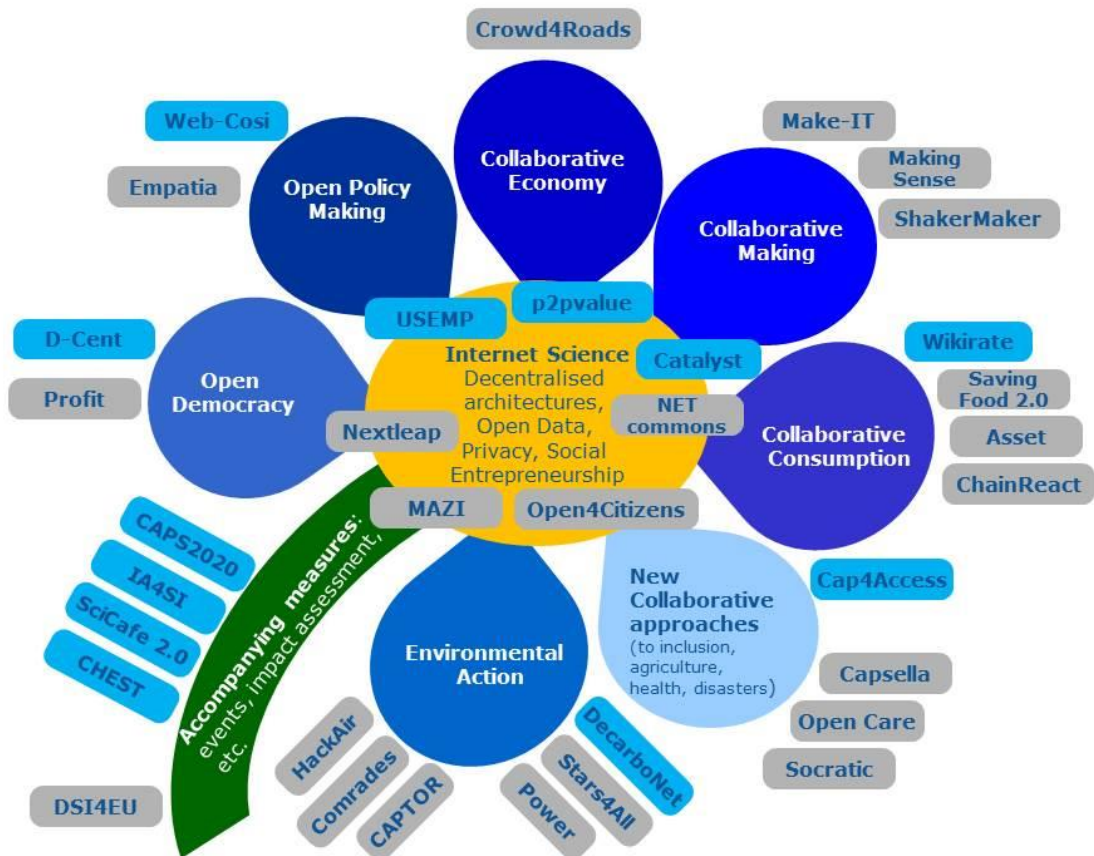 Crowd4Roads
Web-Cosi
Empatia
Open Policy
Making
Collaborative
Economy
Make-IT
Making
Sense
ShakerMaker
Collaborative
Making
D-Cent
Profit
Open
Democracy
USEMP
p2pvalue
Catalyst
Internet Science
Decentralised
architectures,
Open Data,
Privacy, Social
Entrepreneurship
Nextleap
NET
commons
MAZI
Open4Citizens
Wikirate
Saving
Food 2.0
Asset
ChainReact
Collaborative
Consumption
CAPS2020
IA4SI
SciCafe 2.0
CHEST
DSI4EU
Accompanying measures:
events, impact assessment,
etc.
Environmental
Action
HackAir
Comrades
CAPTOR
Power
Stars4All
DecarboNet
New
Collaborative
approaches
(to inclusion,
agriculture,
health, disasters)
Cap4Access
Capsella
Open Care
Socratic